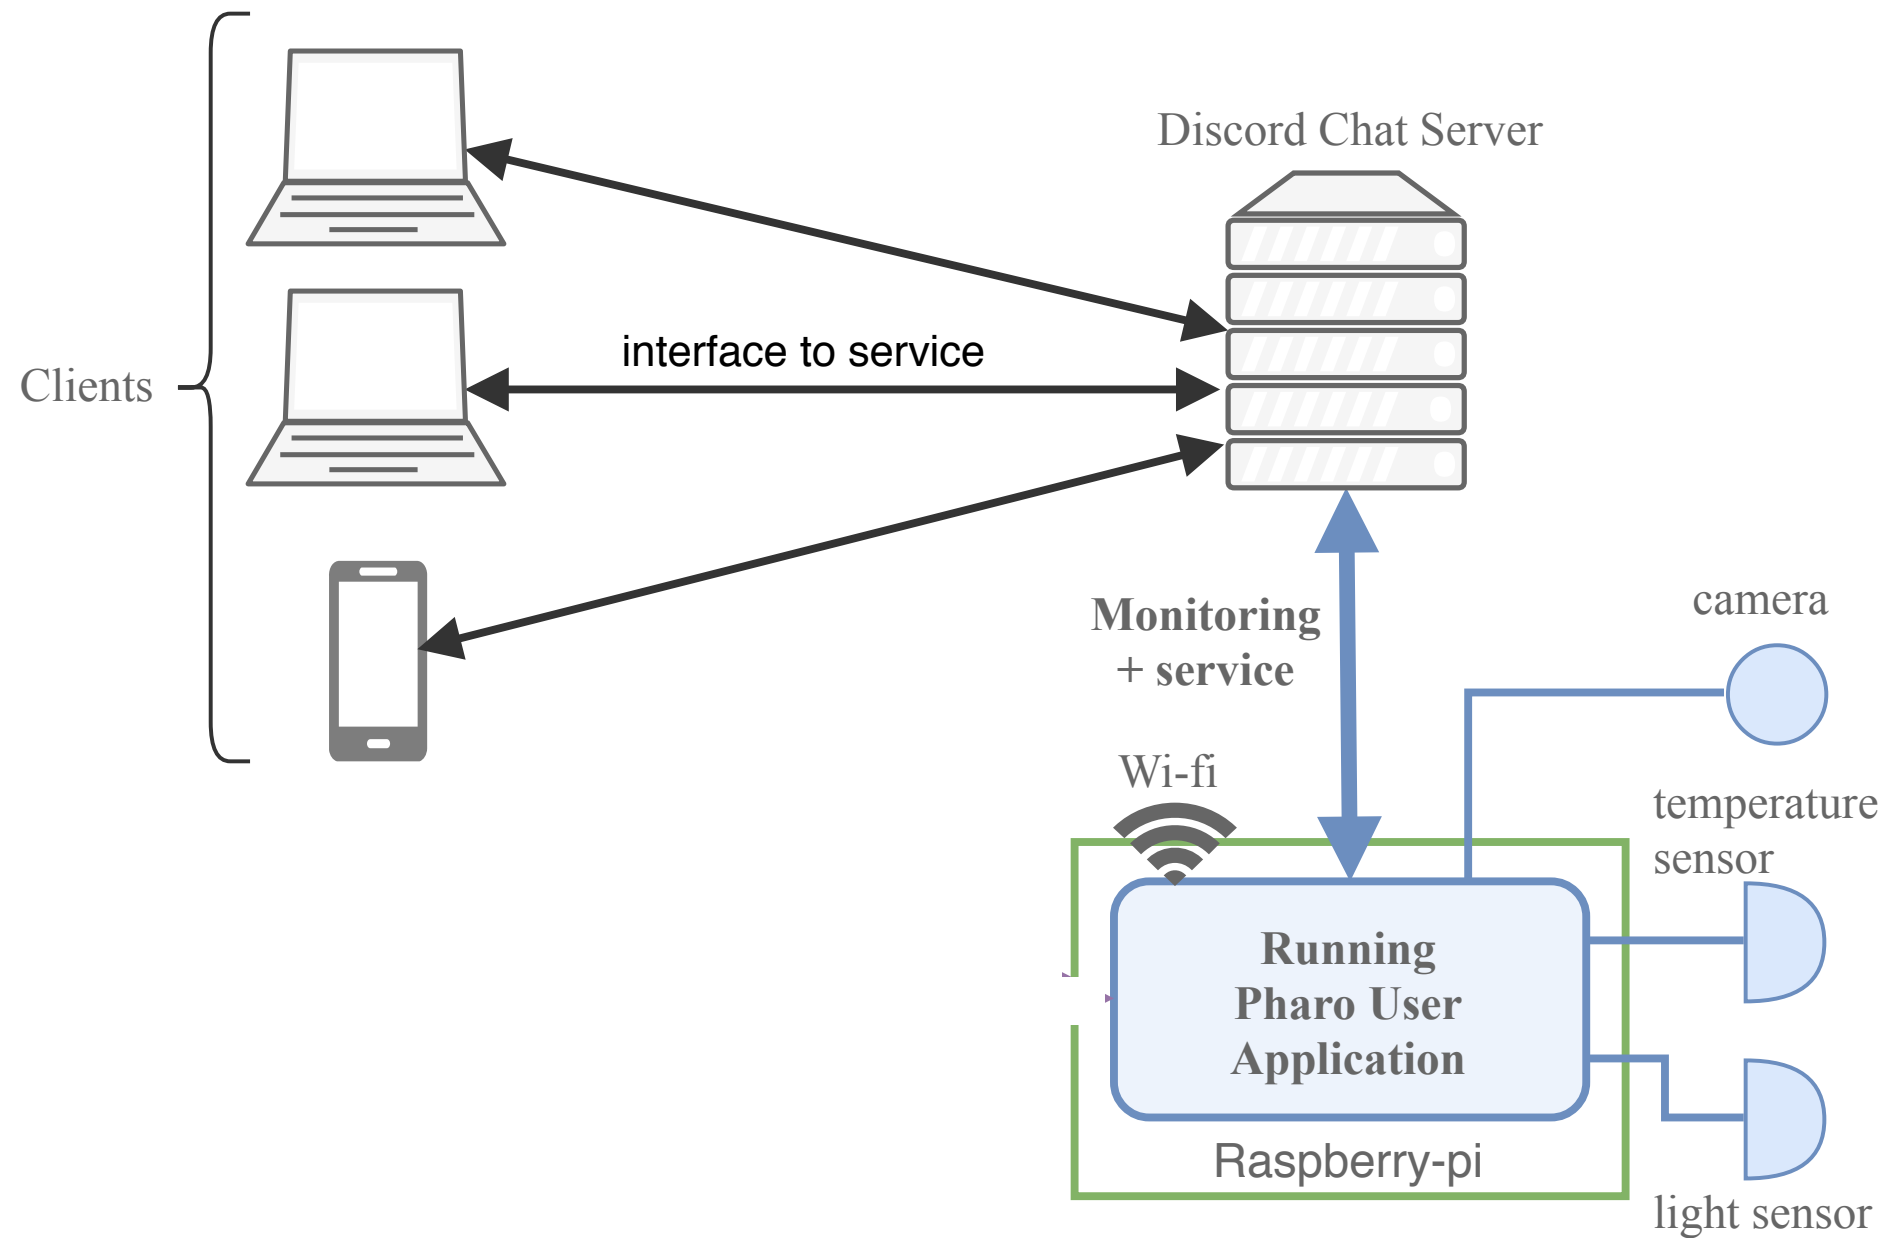 Discord Chat Server
interface to service
Clients
Monitoring
+ service
camera
Wi-fi
temperature
sensor
Running
Pharo User
Application
Raspberry-pi
light sensor